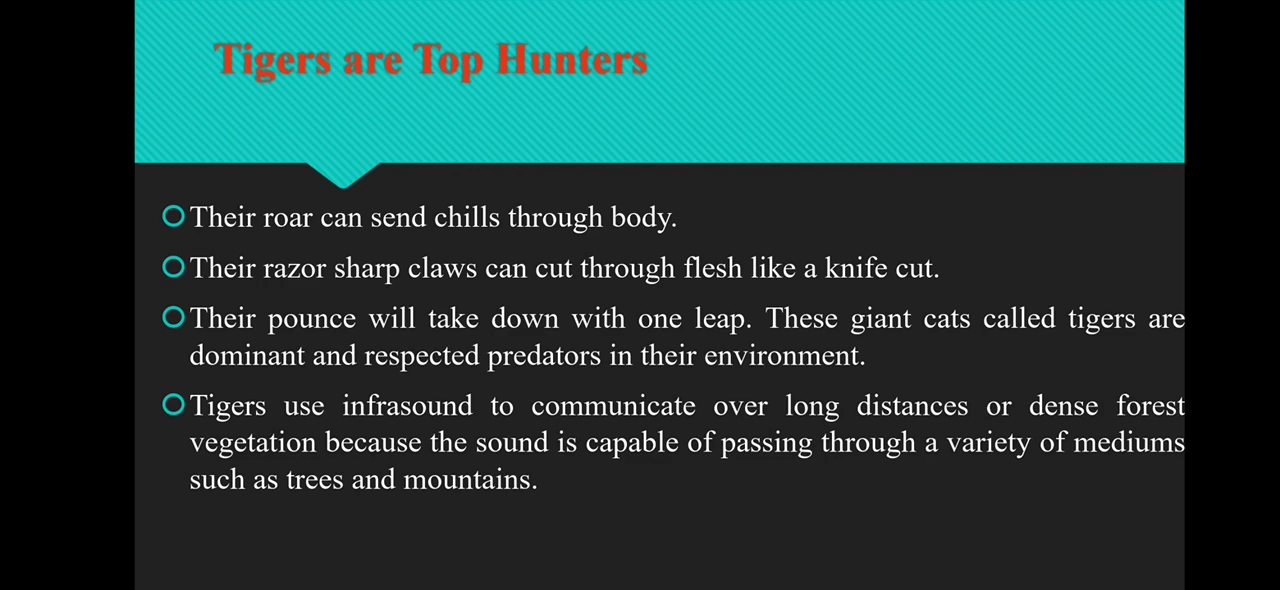 Tigers are Top Hunters
Their roar can send chills through body.
Their razor sharp claws can cut through flesh like a knife cut.
Their pounce will take down with one leap. These giant cats called tigers are
dominant and respected predators in their environment.
Tigers use infrasound to communicate over long distances or dense forest
vegetation because the sound is capable of passing through a variety of mediums
such as trees and mountains.